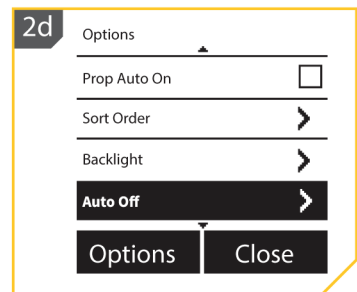 2d
Options
Prop Auto On
Sort Order
Backlight
Auto Off
Options Close